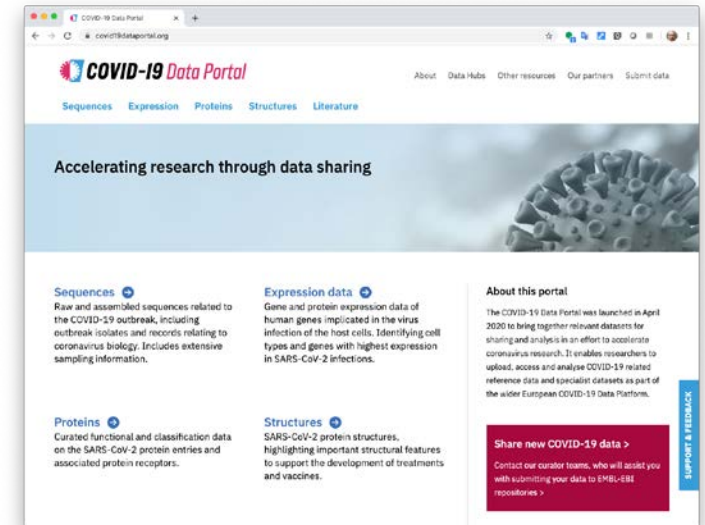 COVID-19 Data Portal
covid19dataportal.org
COVID-19 Data Portal
About Data Hubs Other resources Our partners Submit data
Sequences Expression Proteins Structures Literature
Accelerating research through data sharing
Sequences
Raw and assembled sequences related to
the COVID-19 outbreak, including
outbreak isolates and records relating to
coronavirus biology. Includes extensive
sampling information.
Expression data
Gene and protein expression data of
human genes implicated in the virus
infection of the host cells. Identifying cell
types and genes with highest expression
in SARS-CoV-2 infections.
Proteins
Curated functional and classification data
on the SARS-CoV-2 protein entries and
associated protein receptors.
Structures
SARS-CoV-2 protein structures,
highlighting important structural features
to support the development of treatments
and vaccines.
About this portal
The COVID-19 Data Portal was launched in April
2020 to bring together relevant datasets for
sharing and analysis in an effort to accelerate
coronavirus research. It enables researchers to
upload, access and analyse COVID-19 related
reference data and specialist datasets as part of
the wider European COVID-19 Data Platform.
Share new COVID-19 data >
Contact our curator teams, who will assist you
with submitting your data to EMBL-EBI
repositories >
SUPPORT & FEEDBACK